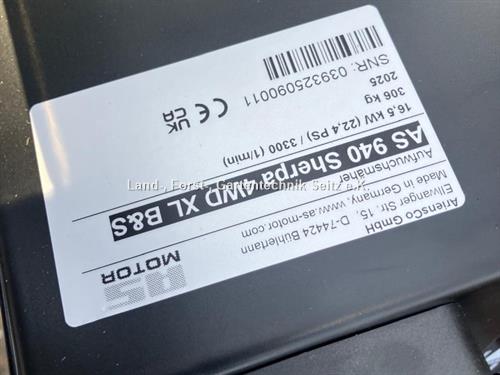 AS
MOTOR
AriensCo GmbH
Ellwanger Str. 15, D-74424 Bühlertann
Made in Germany, www.as-motor.com
Aufwuchsmäher
AS 940 Sherpa 4WD XL B&S
16,5 kW (22,4 PS) / 3300 (1/min)
306 kg
2025
SNR: 039325090011
CE UK CA
Land-, Forst-, Gartentechnik Seitz e.K.